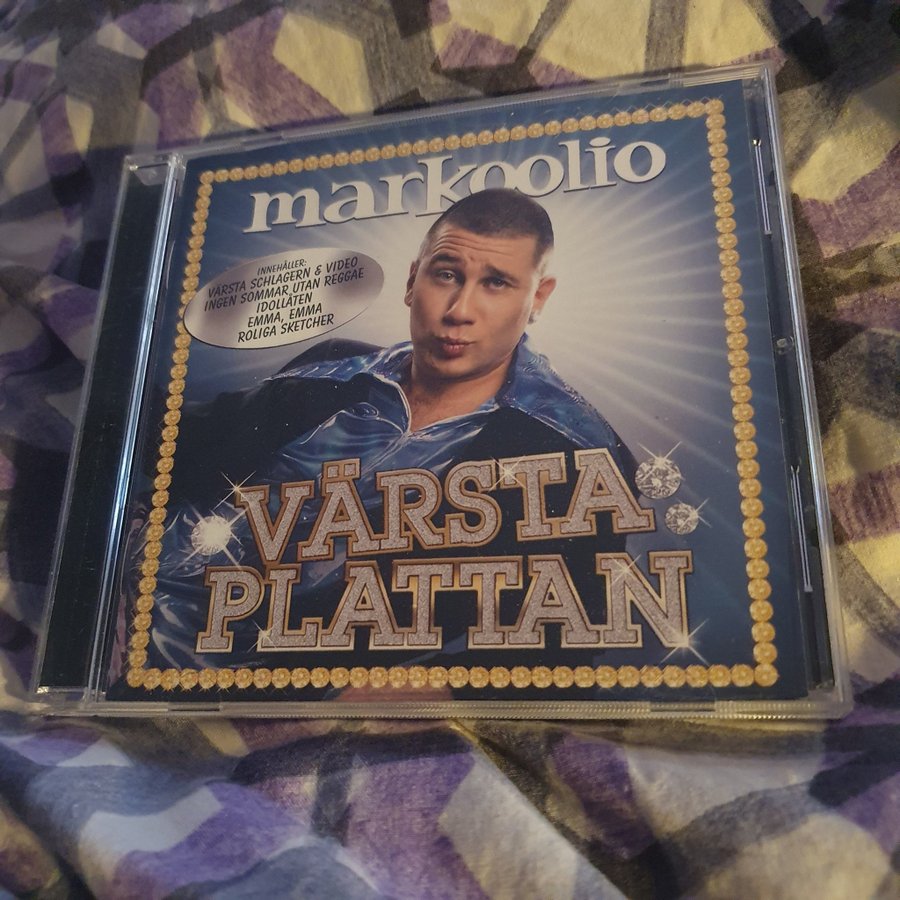 markoolio
INNEHÅLLER:
VÄRSTA SCHLAGERN & VIDEO
INGEN SOMMAR UTAN REGGAE
IDOLLÅTEN
EMMA, EMMA
ROLIGA SKETCHER
VÄRSTA
PLATTAN